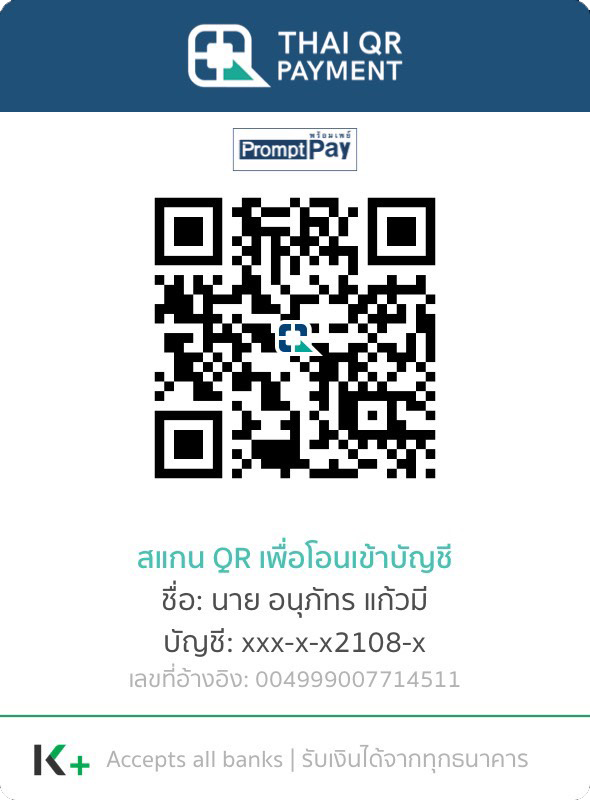 THAI QR
PAYMENT
พร้อมเพย์
PromptPay
สแกน QR เพื่อโอนเข้าบัญชี
ชื่อ: นาย อนุภัทร แก้วมี
บัญชี: xxx-x-x2108-x
เลขที่อ้างอิง: 004999007714511
K+ Accepts all banks | รับเงินได้จากทุกธนาคาร